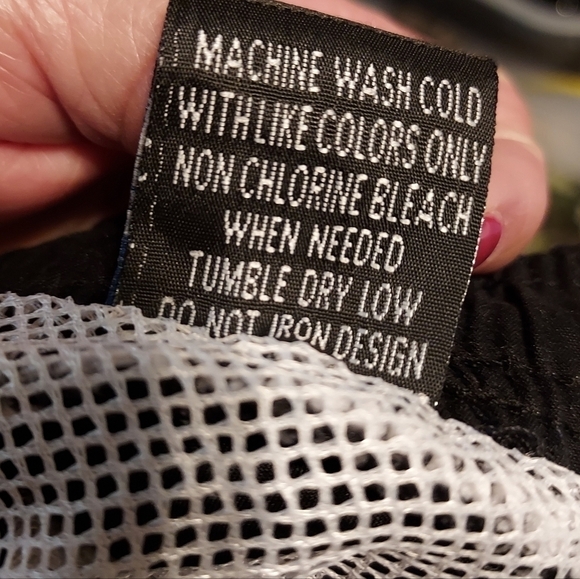 MACHINE WASH COLD
WITH LIKE COLORS ONLY
NON CHLORINE BLEACH
WHEN NEEDED
TUMBLE DRY LOW
DO NOT IRON DESIGN